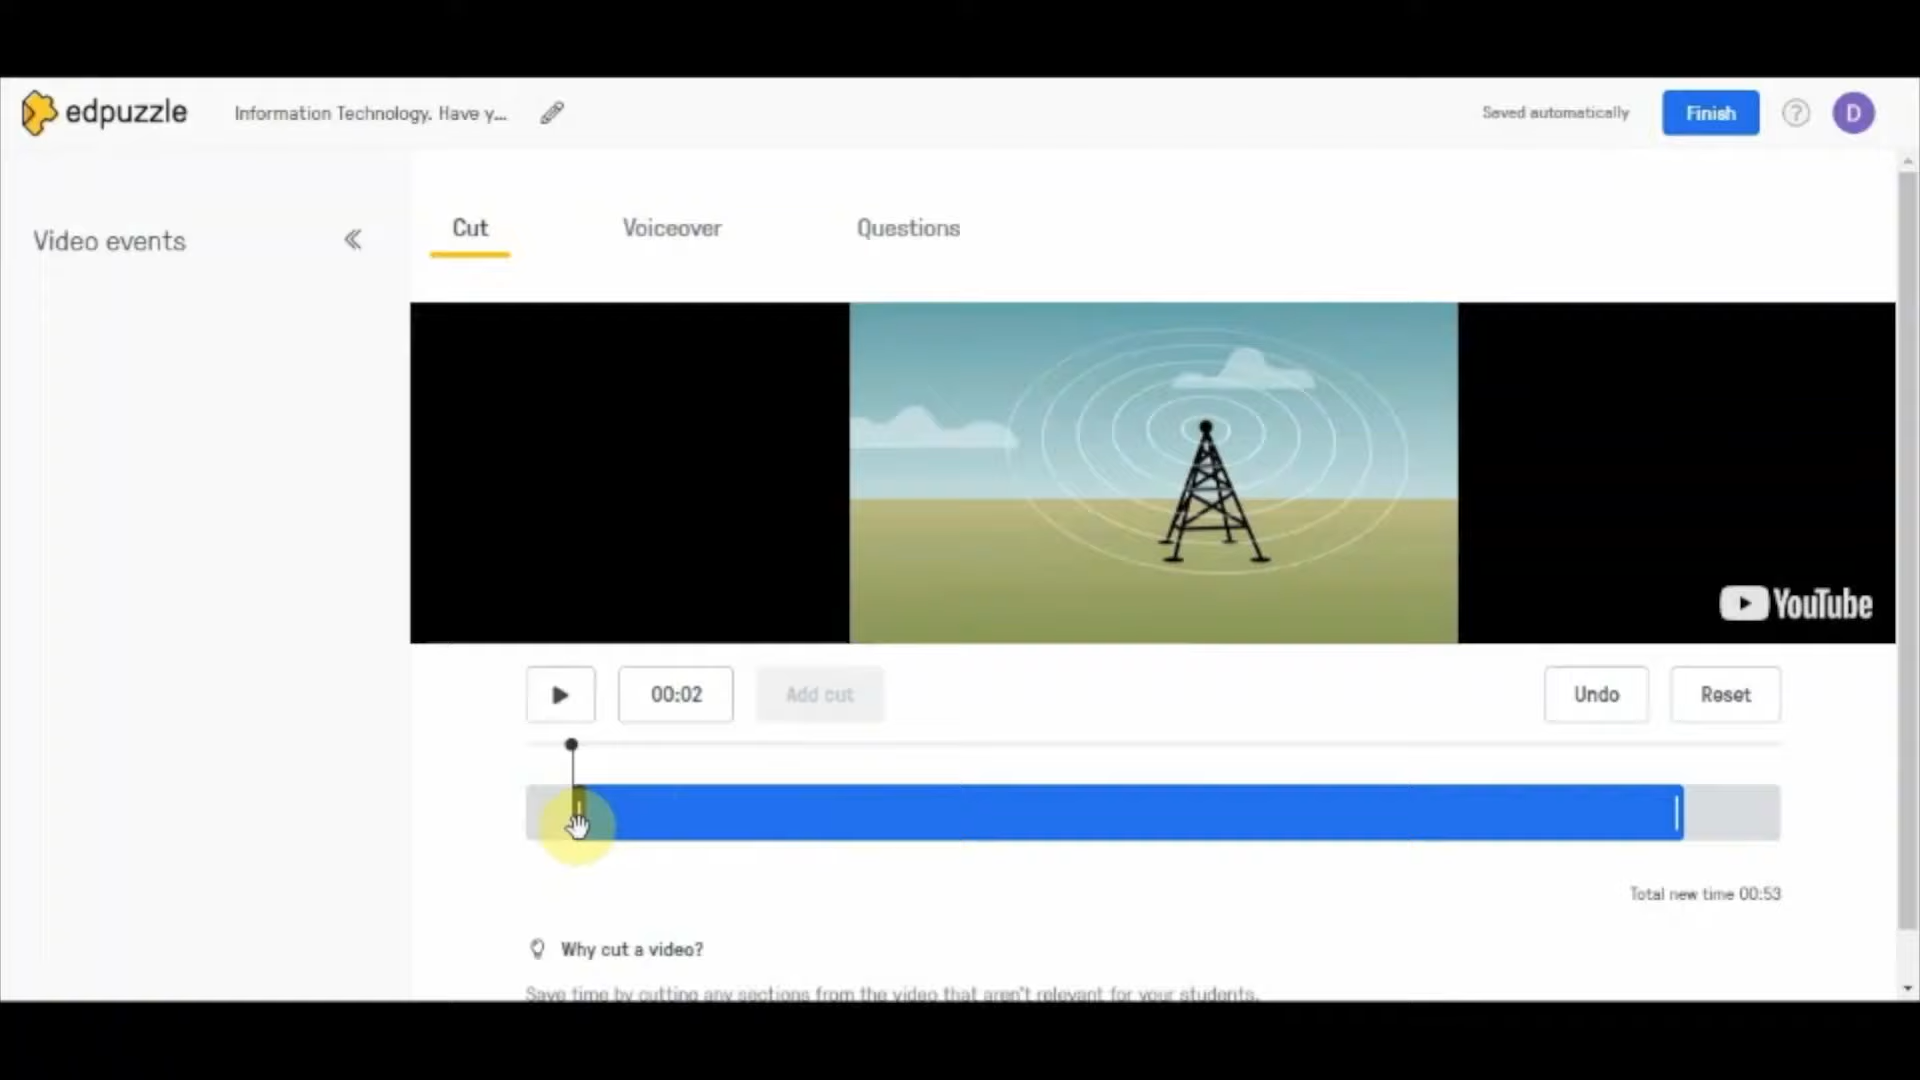 edpuzzle
Information Technology. Have y...
Saved automatically
Finish
?
D
Video events
Cut
Voiceover
Questions
YouTube
00:02
Add cut
Undo
Reset
Total new time 00:53
Why cut a video?
Save time by cutting any sections from the video that aren't relevant for your students.